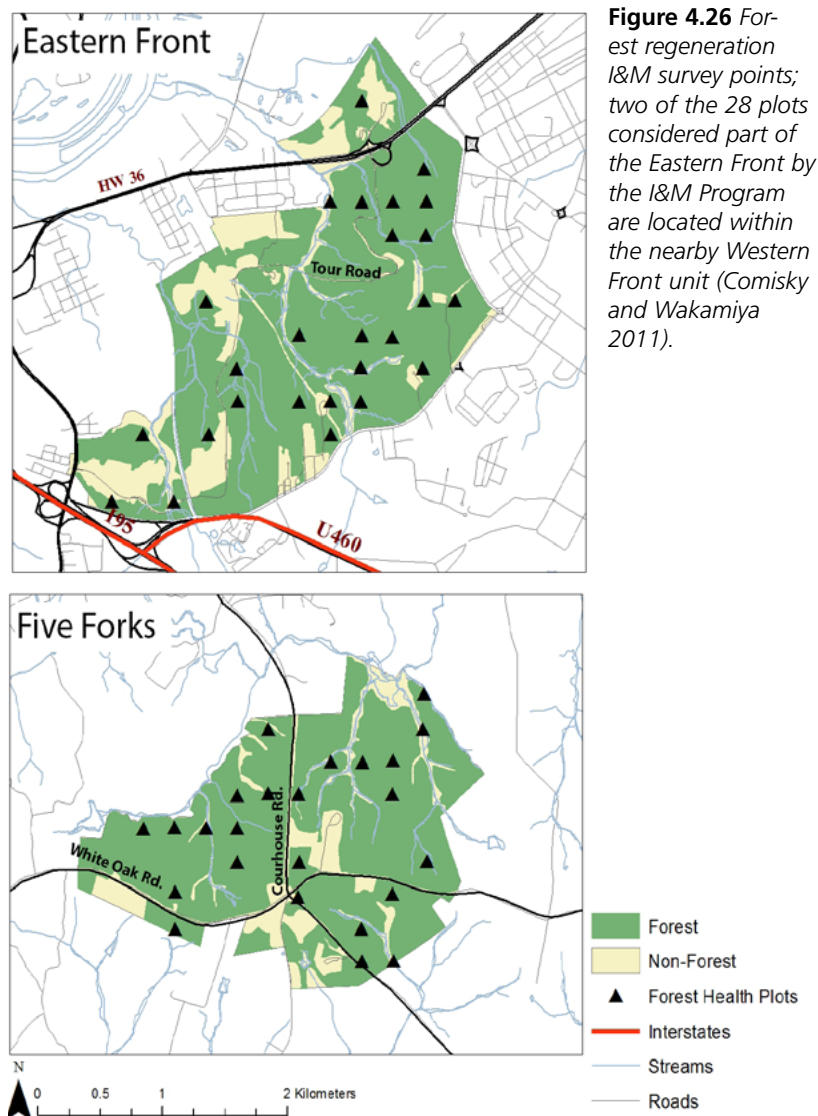 Eastern Front
HW 36
Tour Road
I95
U460
Figure 4.26 For-
est regeneration
I&M survey points;
two of the 28 plots
considered part of
the Eastern Front by
the I&M Program
are located within
the nearby Western
Front unit (Comisky
and Wakamiya
2011).
Five Forks
White Oak Rd.
Courhouse Rd.
Forest
Non-Forest
Forest Health Plots
Interstates
Streams
Roads
N
0 0.5 1 2 Kilometers